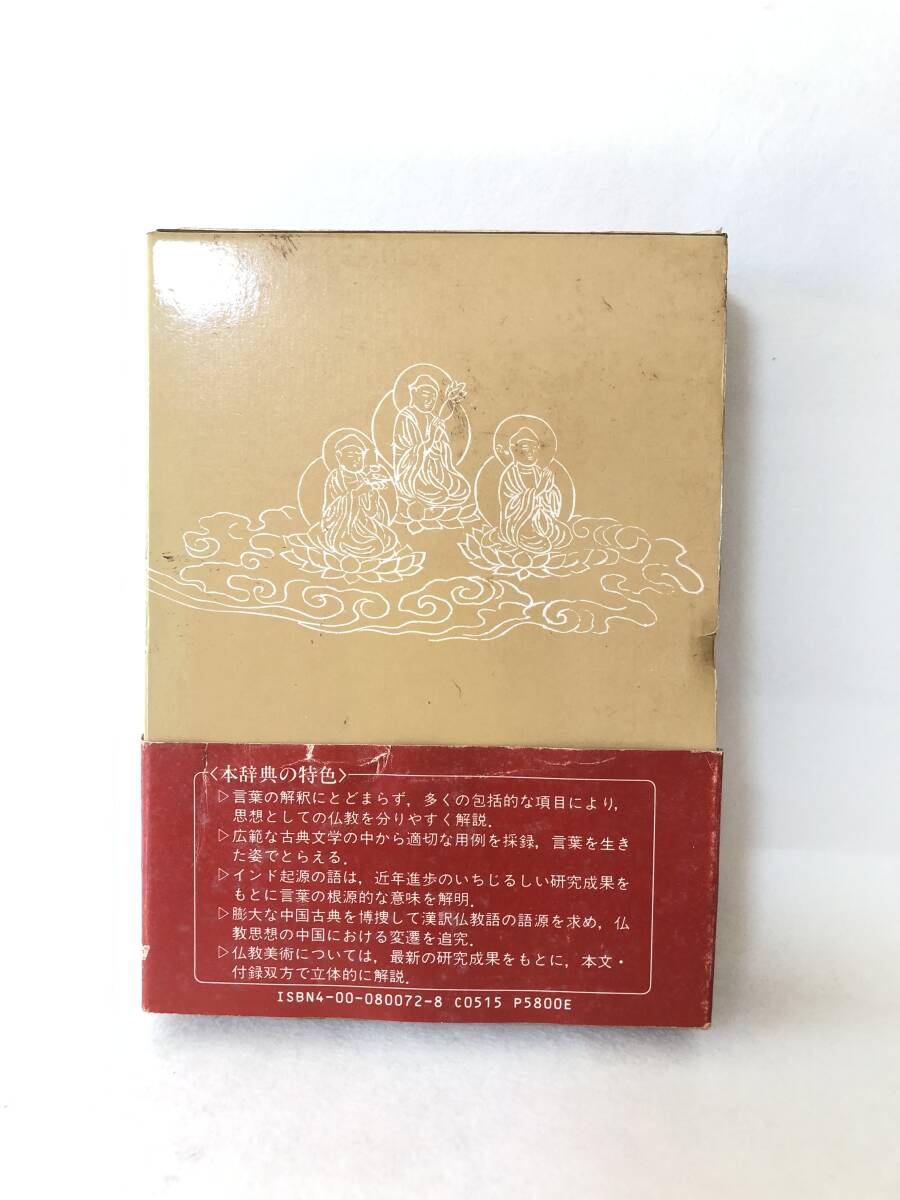 〈本辞典の特色〉
▷言葉の解釈にとどまらず，多くの包括的な項目により，
思想としての仏教を分りやすく解説．
▷広範な古典文学の中から適切な用例を採録，言葉を生き
た姿でとらえる．
▷インド起源の語は，近年進歩のいちじるしい研究成果を
もとに言葉の根源的な意味を解明．
▷膨大な中国古典を博捜して漢訳仏教語の語源を求め，仏
教思想の中国における変遷を追究．
▷仏教美術については，最新の研究成果をもとに，本文・
付録双方で立体的に解説．
ISBN4-00-080072-8 C0515 P5800E